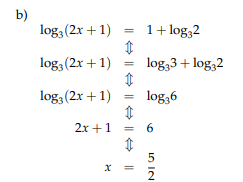 b)
log₃(2x + 1) = 1 + log₃2
⇕
log₃(2x + 1) = log₃3 + log₃2
⇕
log₃(2x + 1) = log₃6
⇕
2x + 1 = 6
⇕
x = 5/2